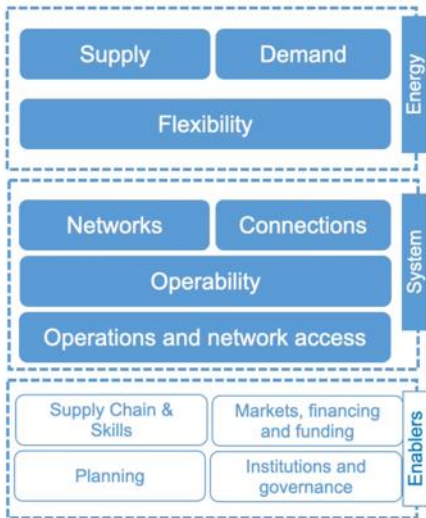 Supply
Demand
Flexibility
Energy
Networks
Connections
Operability
Operations and network access
System
Supply Chain &
Skills
Markets, financing
and funding
Planning
Institutions and
governance
Enablers